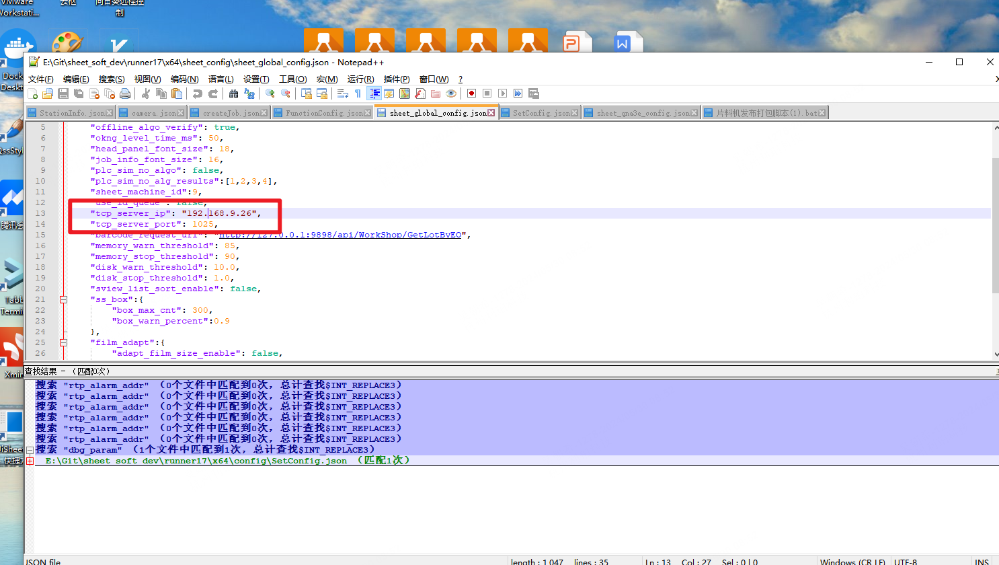 VMware
Workstati...
向日葵远程控
制
E:\Git\sheet_soft_dev\runner17\x64\sheet_config\sheet_global_config.json - Notepad++
文件(F) 编辑(E) 搜索(S) 视图(V) 编码(N) 语言(L) 设置(T) 工具(O) 宏(M) 运行(R) 插件(P) 窗口(W) ?
StationInfo.json camera.json createJob.json FunctionConfig.json sheet_global_config.json SetConfig.json sheet_qna3e_config.json 片料机发布打包脚本(1).bat
5 "offline_algo_verify": true,
6 "okng_level_time_ms": 50,
7 "head_panel_font_size": 18,
8 "job_info_font_size": 16,
9 "plc_sim_no_algo": false,
10 "plc_sim_no_alg_results":[1,2,3,4],
11 "sheet_machine_id":9,
12 "use_id_queue": false,
13 "tcp_server_ip": "192.168.9.26",
14 "tcp_server_port": 1025,
15 "barcode_request_url": "http://127.0.0.1:9898/api/WorkShop/GetLotByEO",
16 "memory_warn_threshold": 85,
17 "memory_stop_threshold": 90,
18 "disk_warn_threshold": 10.0,
19 "disk_stop_threshold": 1.0,
20 "sview_list_sort_enable": false,
21 "ss_box":{
22 "box_max_cnt": 300,
23 "box_warn_percent":0.9
24 },
25 "film_adapt":{
26 "adapt_film_size_enable": false,
查找结果 - （匹配0次）
搜索 "rtp_alarm_addr" （0个文件中匹配到0次，总计查找$INT_REPLACE3）
搜索 "rtp_alarm_addr" （0个文件中匹配到0次，总计查找$INT_REPLACE3）
搜索 "rtp_alarm_addr" （0个文件中匹配到0次，总计查找$INT_REPLACE3）
搜索 "rtp_alarm_addr" （0个文件中匹配到0次，总计查找$INT_REPLACE3）
搜索 "rtp_alarm_addr" （0个文件中匹配到0次，总计查找$INT_REPLACE3）
搜索 "rtp_alarm_addr" （0个文件中匹配到0次，总计查找$INT_REPLACE3）
搜索 "dbg_param" （1个文件中匹配到1次，总计查找$INT_REPLACE3）
E:\Git\sheet_soft_dev\runner17\x64\config\SetConfig.json （匹配1次）
Dock
Deskt
QssStyl
腾讯会
Tabb
Termi
Xmin
快捷方
JSON file length : 1,047 lines : 35 Ln : 13 Col : 27 Sel : 0 | 0 Windows (CR LF) UTF-8 INS